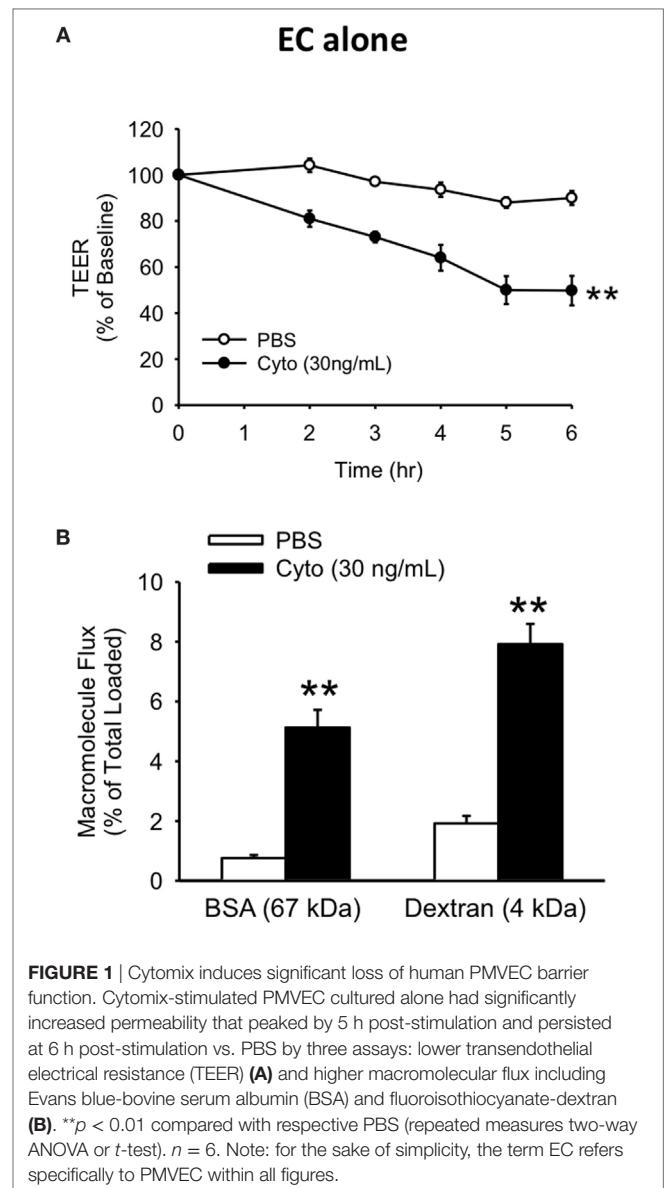 A
EC alone
120
100
80
60
40
20
0
TEER
(% of Baseline)
PBS
Cyto (30ng/mL)
**
0 1 2 3 4 5 6
Time (hr)
B
PBS
Cyto (30 ng/mL)
10
8
6
4
2
0
Macromolecule Flux
(% of Total Loaded)
**
**
BSA (67 kDa) Dextran (4 kDa)
FIGURE 1 | Cytomix induces significant loss of human PMVEC barrier
function. Cytomix-stimulated PMVEC cultured alone had significantly
increased permeability that peaked by 5 h post-stimulation and persisted
at 6 h post-stimulation vs. PBS by three assays: lower transendothelial
electrical resistance (TEER) (A) and higher macromolecular flux including
Evans blue-bovine serum albumin (BSA) and fluoroisothiocyanate-dextran
(B). **p < 0.01 compared with respective PBS (repeated measures two-way
ANOVA or t-test). n = 6. Note: for the sake of simplicity, the term EC refers
specifically to PMVEC within all figures.